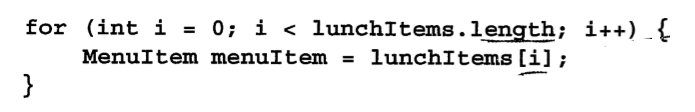 for (int i = 0; i < lunchItems.length; i++) {
MenuItem menuItem = lunchItems[i];
}